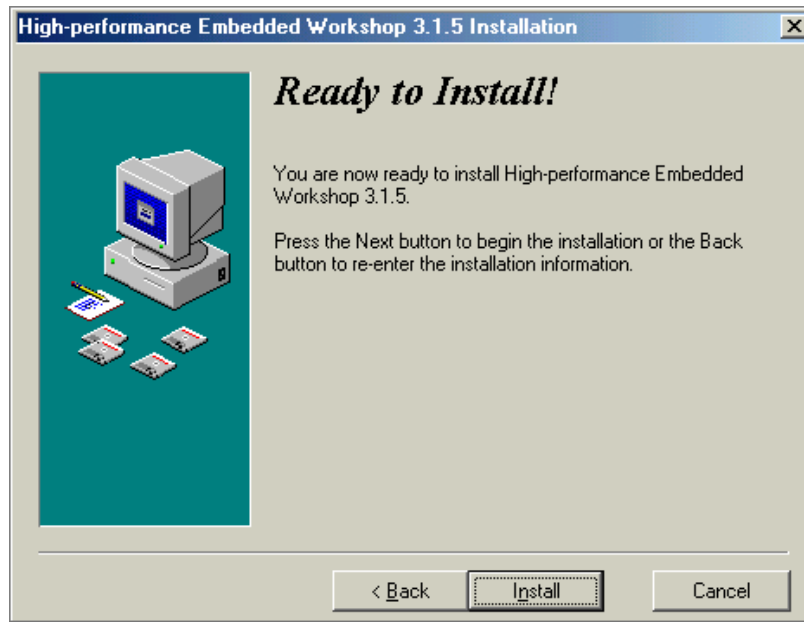 High-performance Embedded Workshop 3.1.5 Installation
Ready to Install!
You are now ready to install High-performance Embedded
Workshop 3.1.5.
Press the Next button to begin the installation or the Back
button to re-enter the installation information.
< Back
Install
Cancel